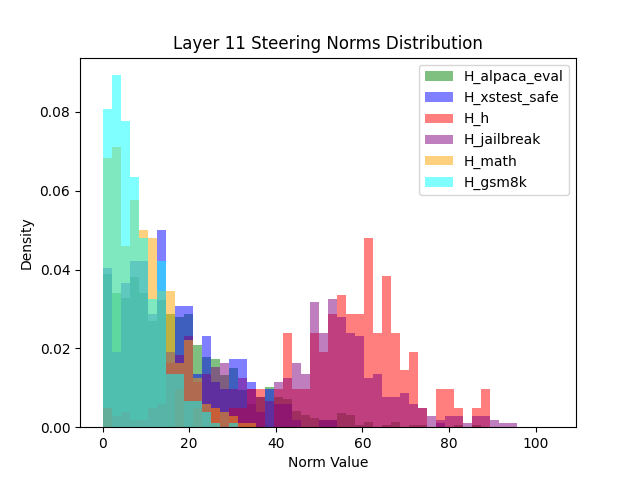 Layer 11 Steering Norms Distribution
H_alpaca_eval
H_xstest_safe
H_h
H_jailbreak
H_math
H_gsm8k
Density
0.08
0.06
0.04
0.02
0.00
0
20
40
60
80
100
Norm Value